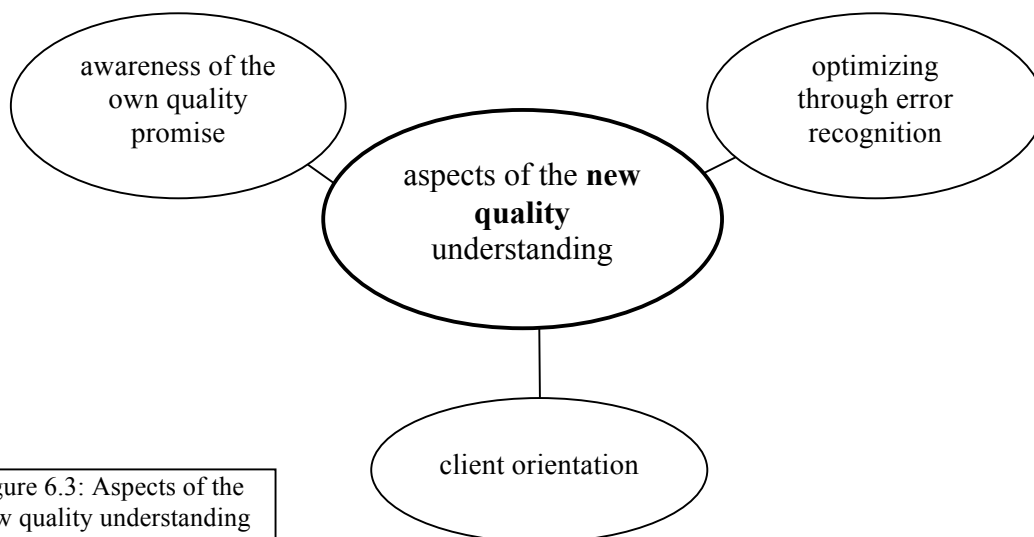 awareness of the
own quality
promise
optimizing
through error
recognition
aspects of the new
quality
understanding
client orientation
gure 6.3: Aspects of the
w quality understanding